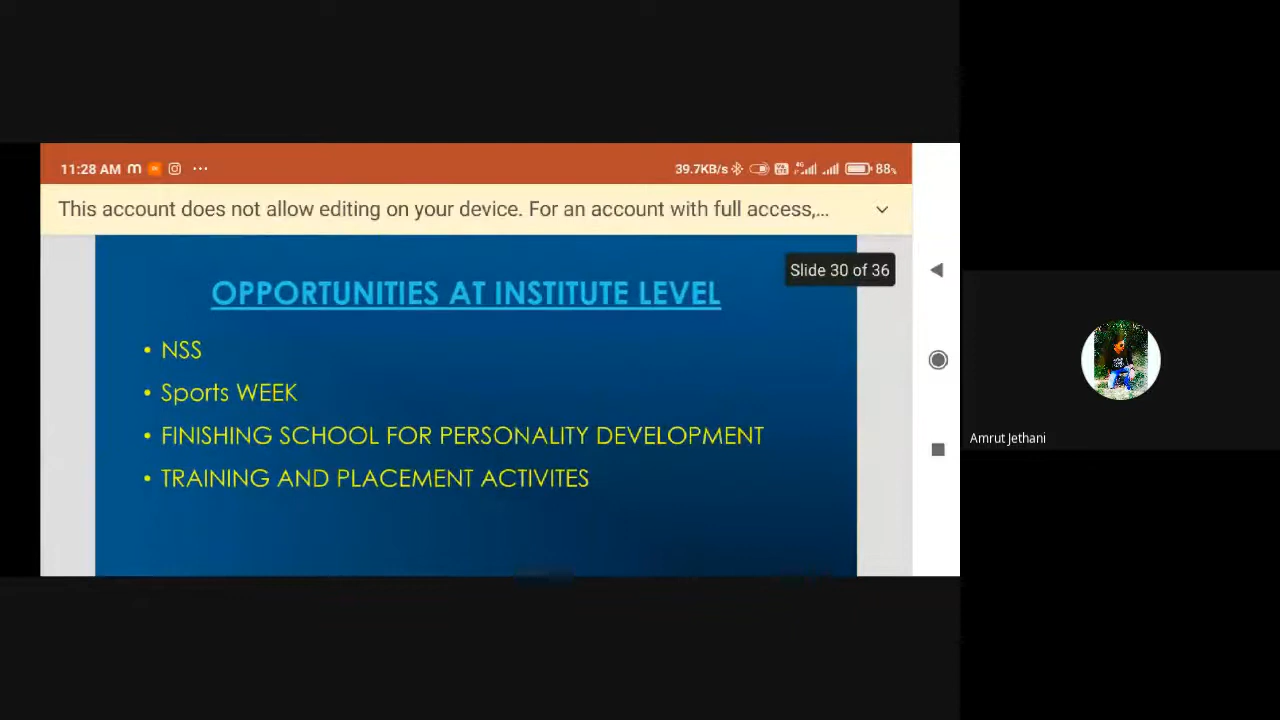 11:28 AM
39.7KB/s 4G 88%
This account does not allow editing on your device. For an account with full access,...
Slide 30 of 36
OPPORTUNITIES AT INSTITUTE LEVEL
• NSS
• Sports WEEK
• FINISHING SCHOOL FOR PERSONALITY DEVELOPMENT
• TRAINING AND PLACEMENT ACTIVITES
Amrut Jethani